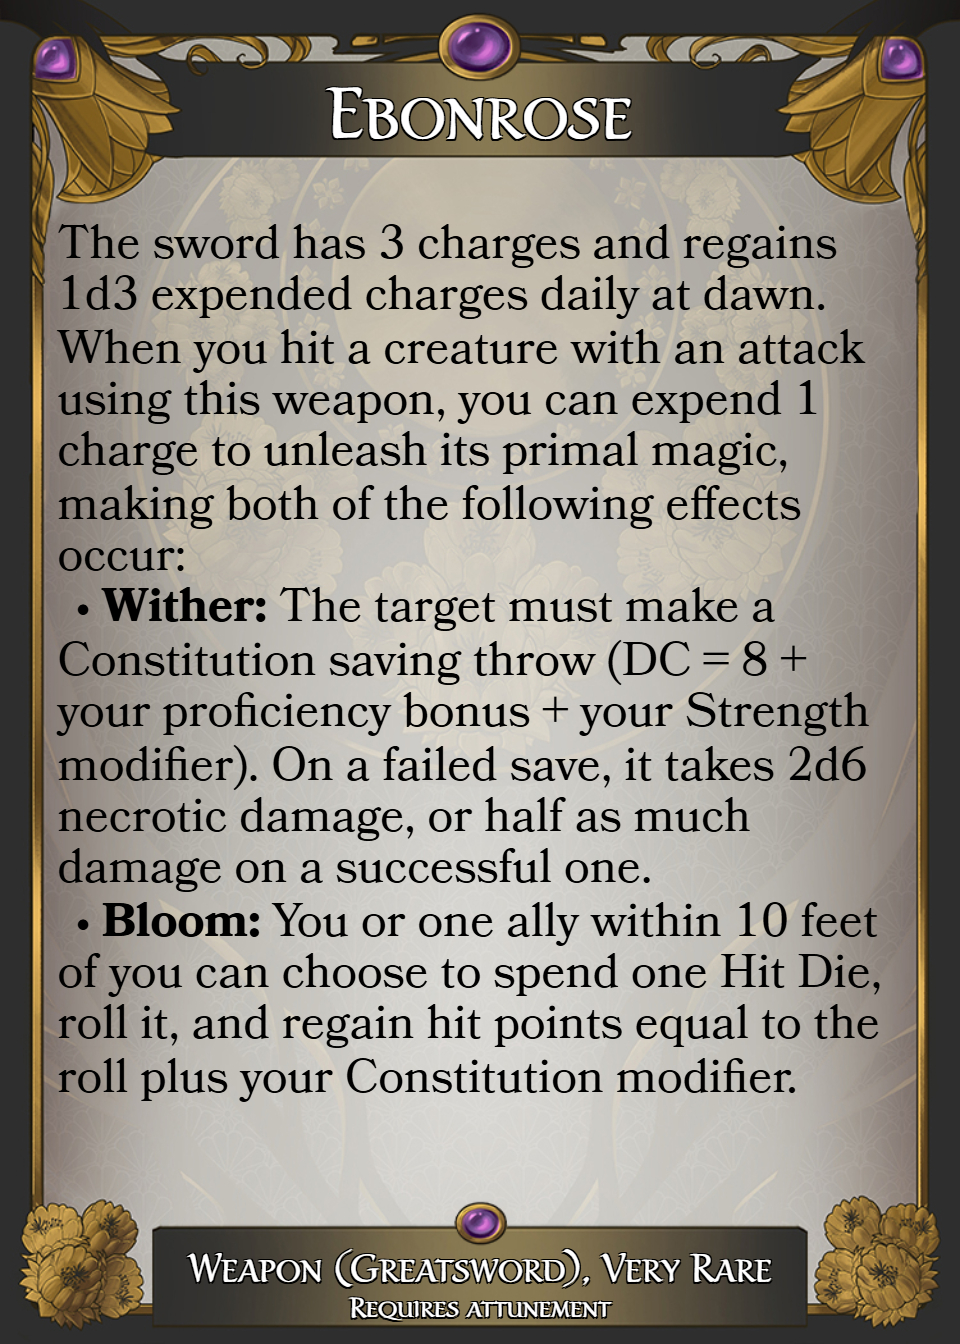 EBONROSE
The sword has 3 charges and regains
1d3 expended charges daily at dawn.
When you hit a creature with an attack
using this weapon, you can expend 1
charge to unleash its primal magic,
making both of the following effects
occur:
• Wither: The target must make a
Constitution saving throw (DC = 8 +
your proficiency bonus + your Strength
modifier). On a failed save, it takes 2d6
necrotic damage, or half as much
damage on a successful one.
• Bloom: You or one ally within 10 feet
of you can choose to spend one Hit Die,
roll it, and regain hit points equal to the
roll plus your Constitution modifier.
WEAPON (GREATSWORD), VERY RARE
REQUIRES ATTUNEMENT